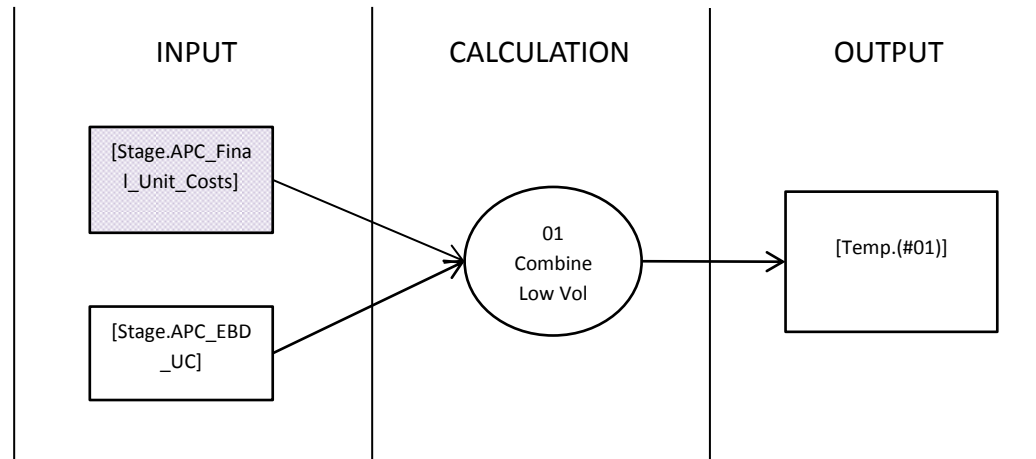 INPUT
CALCULATION
OUTPUT
[Stage.APC_Fina
l_Unit_Costs]
[Stage.APC_EBD
_UC]
01
Combine
Low Vol
[Temp.(#01)]